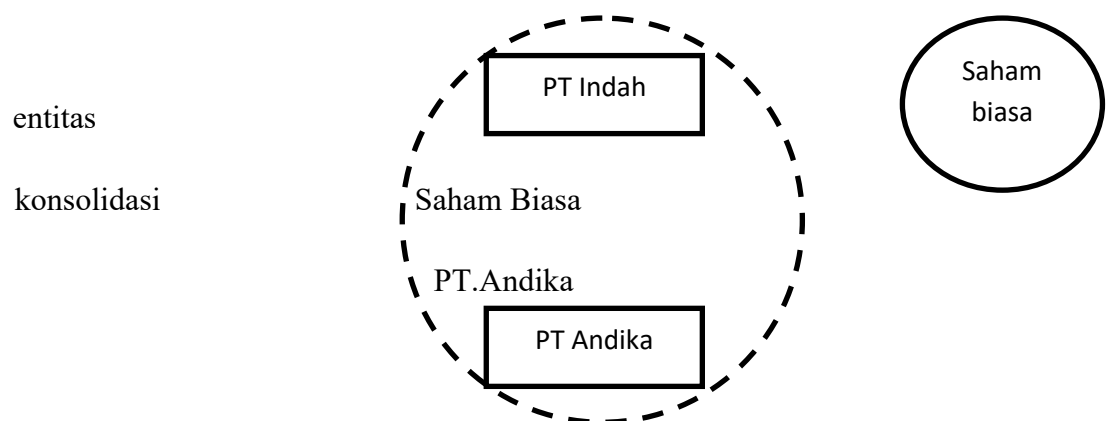 PT Indah
Saham
biasa
entitas
konsolidasi
Saham Biasa
PT.Andika
PT Andika